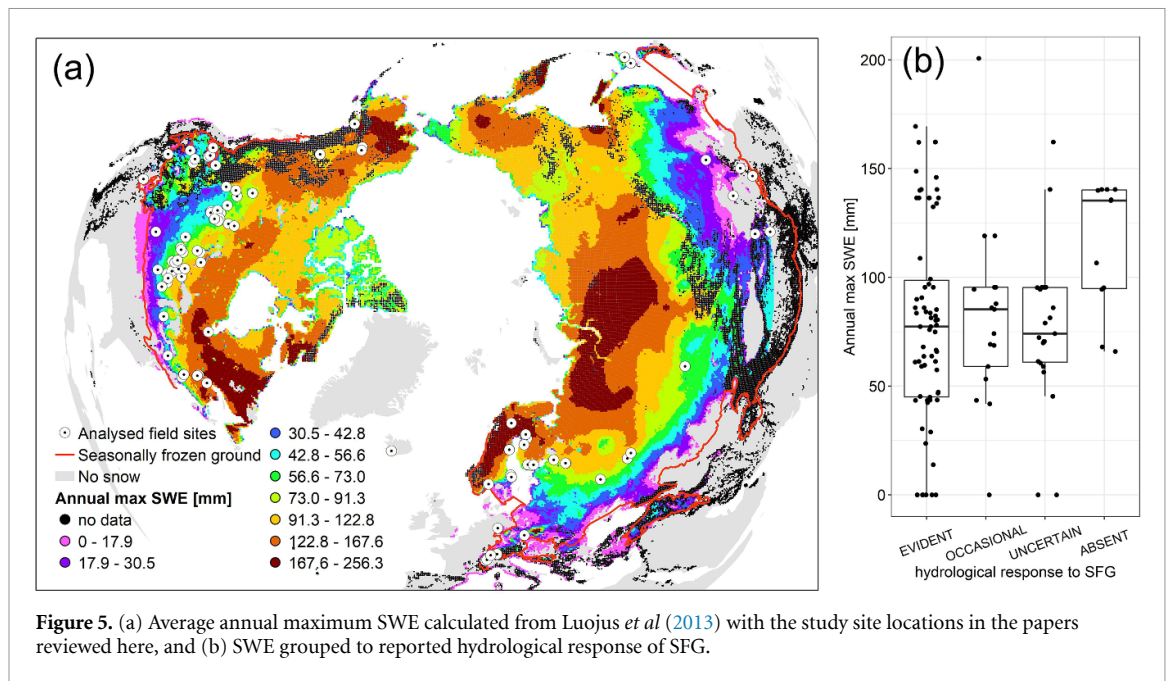 (a)
Analysed field sites
Seasonally frozen ground
No snow
Annual max SWE [mm]
no data
0 - 17.9
17.9 - 30.5
30.5 - 42.8
42.8 - 56.6
56.6 - 73.0
73.0 - 91.3
91.3 - 122.8
122.8 - 167.6
167.6 - 256.3
(b)
Annual max SWE [mm]
200
150
100
50
0
EVIDENT
OCCASIONAL
UNCERTAIN
ABSENT
hydrological response to SFG
Figure 5. (a) Average annual maximum SWE calculated from Luojus et al (2013) with the study site locations in the papers
reviewed here, and (b) SWE grouped to reported hydrological response of SFG.